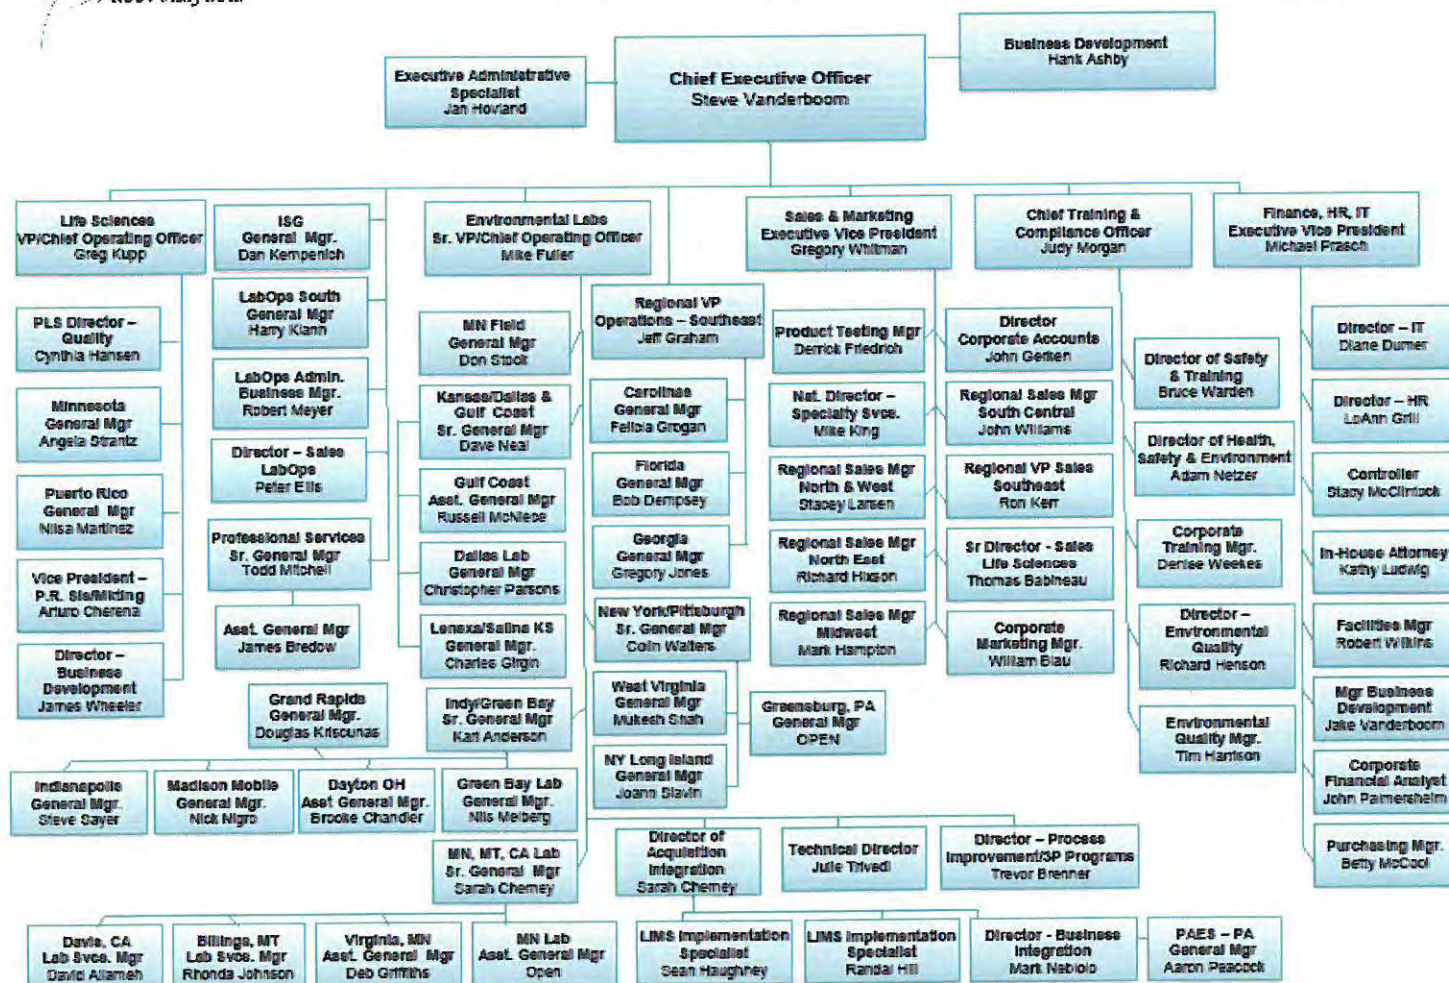 Business Development
Hank Ashby
Executive Administrative
Specialist
Jan Hovland
Chief Executive Officer
Steve Vanderboom
Life Sciences
VP/Chief Operating Officer
Greg Kupp
ISG
General Mgr.
Dan Kempenich
Environmental Labs
Sr. VP/Chief Operating Officer
Mike Fuller
Sales & Marketing
Executive Vice President
Gregory Whitman
Chief Training &
Compliance Officer
Judy Morgan
Finance, HR, IT
Executive Vice President
Michael Prasch
PLS Director –
Quality
Cynthia Hansen
Minnesota
General Mgr
Angela Strantz
Puerto Rico
General Mgr
Nilsa Martinez
Vice President –
P.R. Sls/Mkting
Arturo Cherena
Director –
Business
Development
James Wheeler
LabOps South
General Mgr
Harry Klann
LabOps Admin.
Business Mgr.
Robert Meyer
Director – Sales
LabOps
Peter Ellis
Professional Services
Sr. General Mgr
Todd Mitchell
Asst. General Mgr
James Bredow
MN Field
General Mgr
Don Stock
Kansas/Dallas &
Gulf Coast
Sr. General Mgr
Dave Neal
Gulf Coast
Asst. General Mgr
Russell McNiece
Dallas Lab
General Mgr
Christopher Parsons
Lenexa/Salina KS
General Mgr.
Charles Girgin
Regional VP
Operations – Southeast
Jeff Graham
Carolinas
General Mgr
Felicia Grogan
Florida
General Mgr
Bob Dempsey
Georgia
General Mgr
Gregory Jones
New York/Pittsburgh
Sr. General Mgr
Colin Walters
West Virginia
General Mgr
Mukesh Shah
NY Long Island
General Mgr
Joann Slavin
Greensburg, PA
General Mgr
OPEN
Product Testing Mgr
Derrick Friedrich
Nat. Director –
Specialty Svcs.
Mike King
Regional Sales Mgr
North & West
Stacey Larsen
Regional Sales Mgr
North East
Richard Hixson
Regional Sales Mgr
Midwest
Mark Hampton
Director
Corporate Accounts
John Gerken
Regional Sales Mgr
South Central
John Williams
Regional VP Sales
Southeast
Ron Kerr
Sr Director - Sales
Life Sciences
Thomas Babineau
Corporate
Marketing Mgr.
William Blau
Director of Safety
& Training
Bruce Warden
Director of Health,
Safety & Environment
Adam Netzer
Corporate
Training Mgr.
Denise Weekes
Director –
Environmental
Quality
Richard Henson
Environmental
Quality Mgr.
Tim Harrison
Director – IT
Diane Durner
Director – HR
LoAnn Grill
Controller
Stacy McClintock
In-House Attorney
Kathy Ludwig
Facilities Mgr
Robert Wilkins
Mgr Business
Development
Jake Vanderboom
Corporate
Financial Analyst
John Palmersheim
Purchasing Mgr.
Betty McCool
Grand Rapids
General Mgr.
Douglas Kriscunas
Indy/Green Bay
Sr. General Mgr
Karl Anderson
Indianapolis
General Mgr.
Steve Sayer
Madison Mobile
General Mgr.
Nick Nigro
Dayton OH
Asst General Mgr.
Brooke Chandler
Green Bay Lab
General Mgr.
Nils Melberg
MN, MT, CA Lab
Sr. General Mgr
Sarah Cherney
Director of
Acquisition
Integration
Sarah Cherney
Technical Director
Julie Trivedi
Director – Process
Improvement/3P Programs
Trevor Brenner
Davis, CA
Lab Svcs. Mgr
David Allameh
Billings, MT
Lab Svcs. Mgr
Rhonda Johnson
Virginia, MN
Asst. General Mgr
Deb Griffiths
MN Lab
Asst. General Mgr
Open
LIMS Implementation
Specialist
Sean Haughney
LIMS Implementation
Specialist
Randal Hill
Director - Business
Integration
Mark Nabiolo
PAES – PA
General Mgr
Aaron Peacock